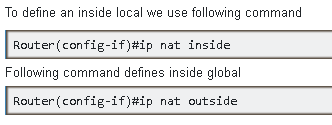 To define an inside local we use following command
Router(config-if)#ip nat inside
Following command defines inside global
Router(config-if)#ip nat outside